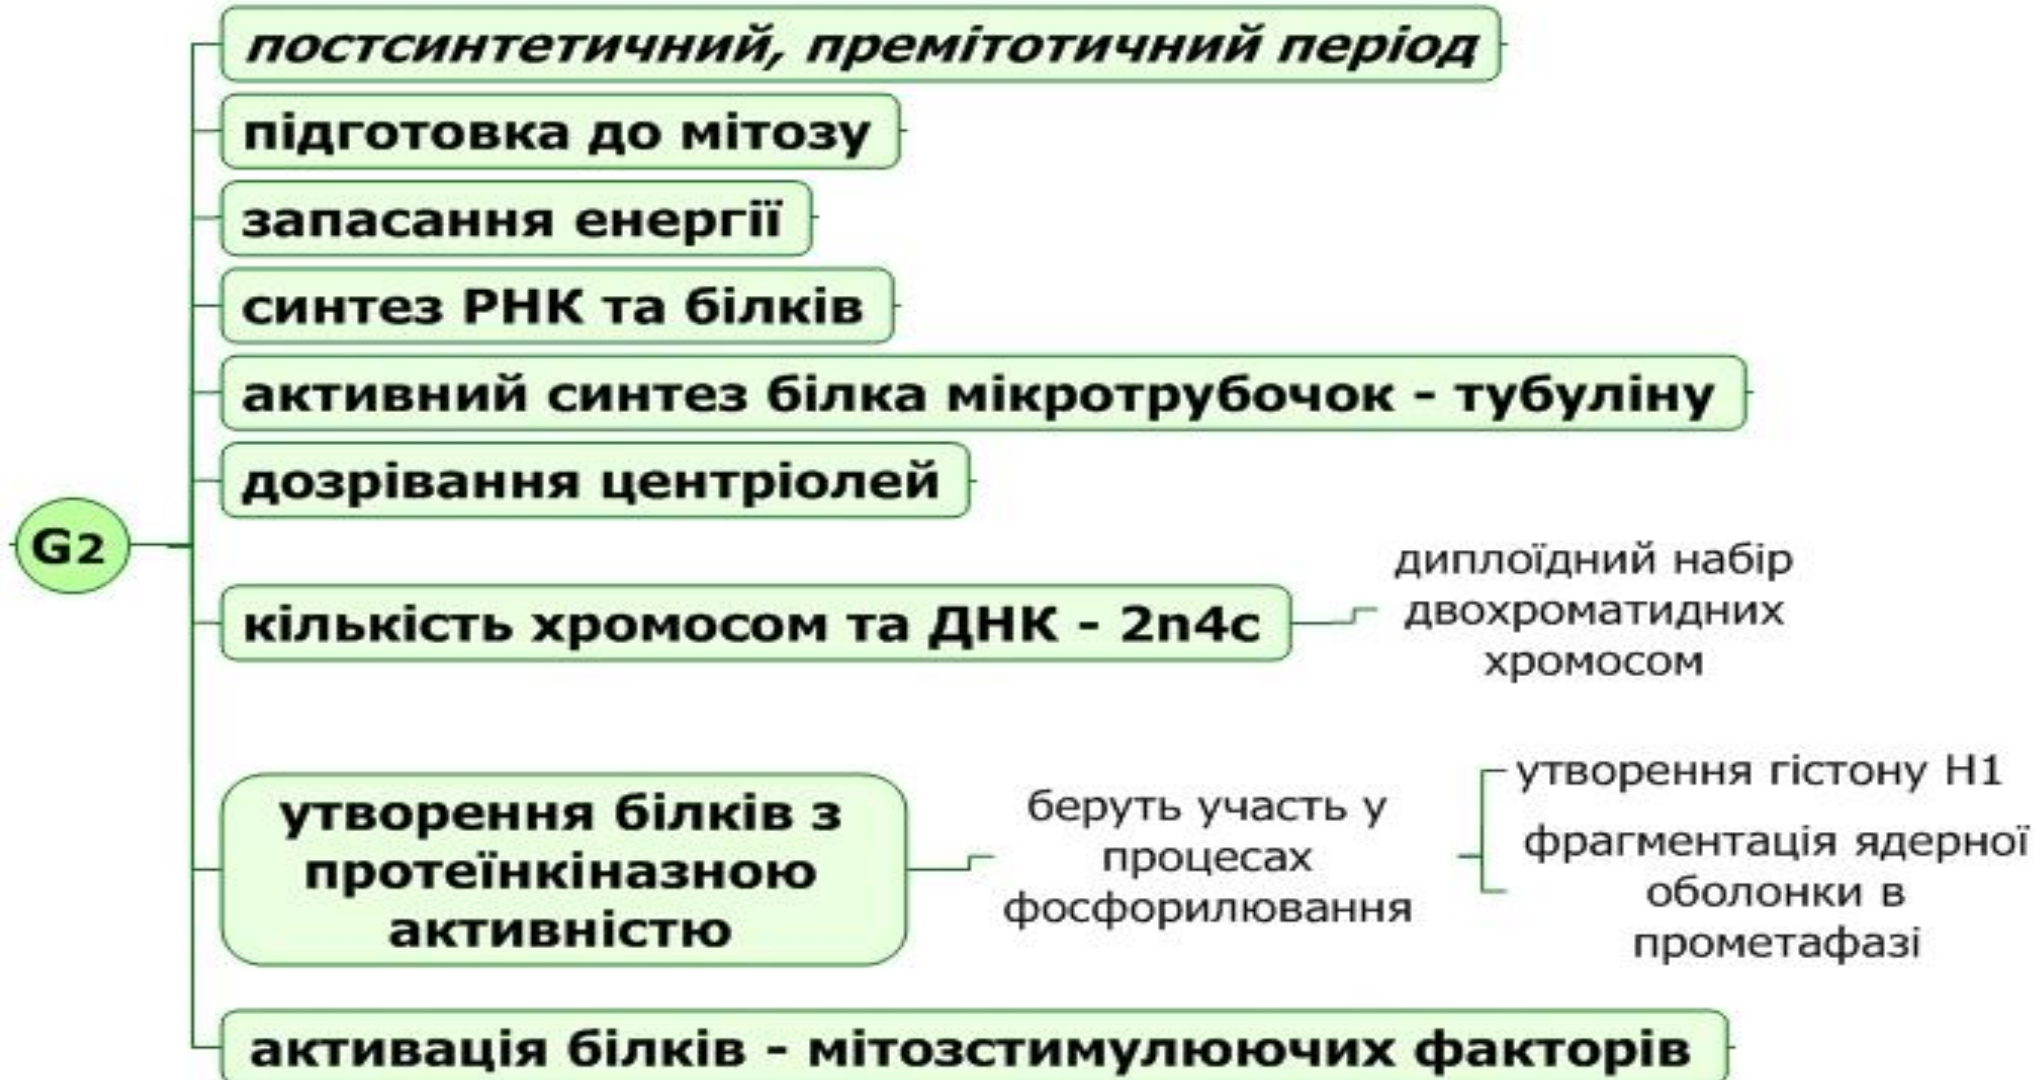 постсинтетичний, премітотичний період
підготовка до мітозу
запасання енергії
синтез РНК та білків
активний синтез білка мікротрубочок - тубуліну
дозрівання центріолей
G2
кількість хромосом та ДНК - 2n4c
диплоїдний набір
двохроматидних
хромосом
утворення білків з
протеїнкіназною
активністю
беруть участь у
процесах
фосфорилювання
утворення гістону Н1
фрагментація ядерної
оболонки в
прометафазі
активація білків - мітозстимулюючих факторів